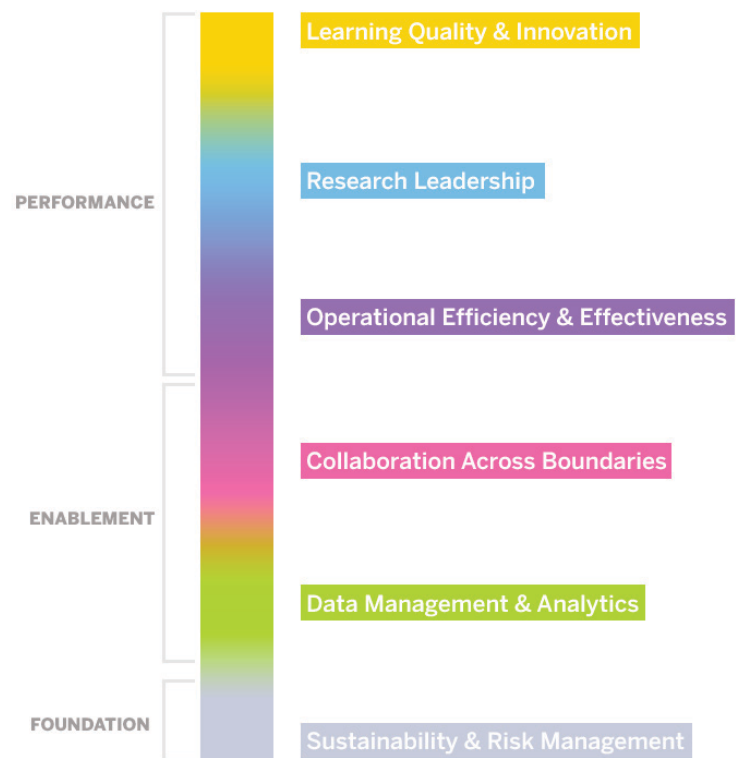 Learning Quality & Innovation
Research Leadership
PERFORMANCE
Operational Efficiency & Effectiveness
Collaboration Across Boundaries
ENABLEMENT
Data Management & Analytics
FOUNDATION
Sustainability & Risk Management